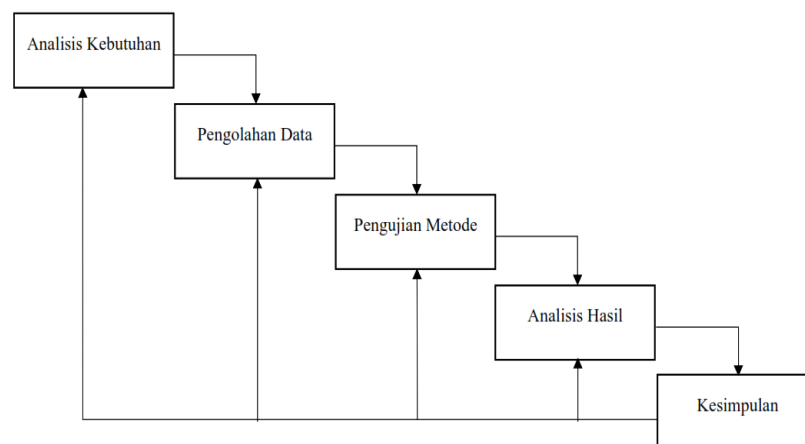 Analisis Kebutuhan
Pengolahan Data
Pengujian Metode
Analisis Hasil
Kesimpulan